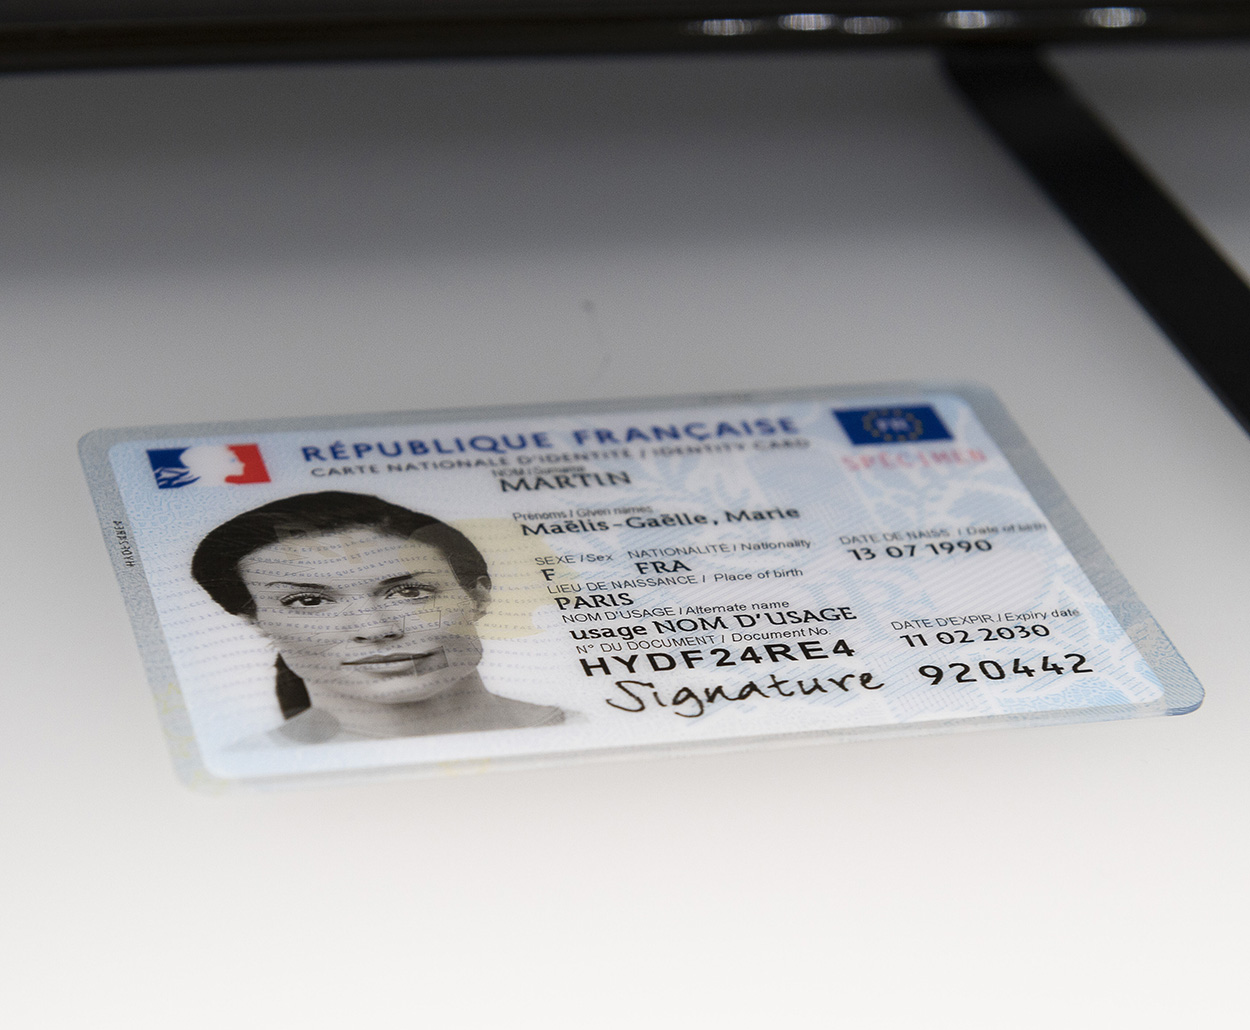 RÉPUBLIQUE FRANÇAISE
FR
CARTE NATIONALE D'IDENTITÉ / IDENTITY CARD
SPECIMEN
NOM / Surname
MARTIN
Prénoms / Given names
Maëlis-Gaëlle, Marie
SEXE / Sex NATIONALITÉ / Nationality DATE DE NAISS. / Date of birth
F FRA 13 07 1990
LIEU DE NAISSANCE / Place of birth
PARIS
NOM D'USAGE / Alternate name
usage NOM D'USAGE
N° DU DOCUMENT / Document No. DATE D'EXPIR / Expiry date
HYDF24RE4 11 02 2030
Signature 920442